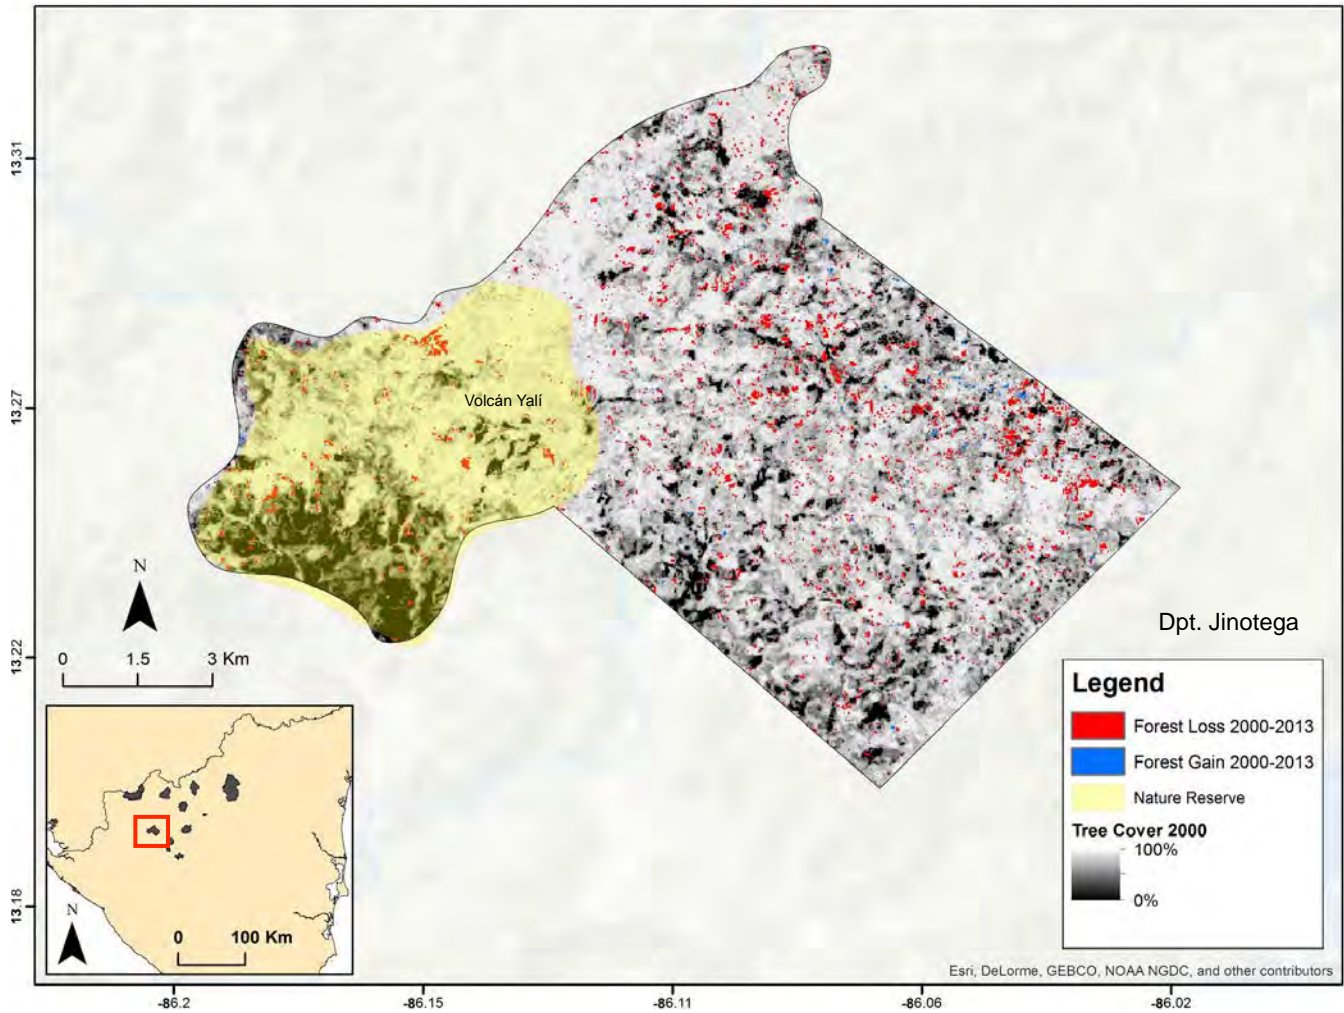 13.31
13.27
13.22
13.18
Volcán Yalí
N
0 1.5 3 Km
Dpt. Jinotega
Legend
Forest Loss 2000-2013
Forest Gain 2000-2013
Nature Reserve
Tree Cover 2000
100%
0%
N
0 100 Km
Esri, DeLorme, GEBCO, NOAA NGDC, and other contributors
-86.2 -86.15 -86.11 -86.06 -86.02